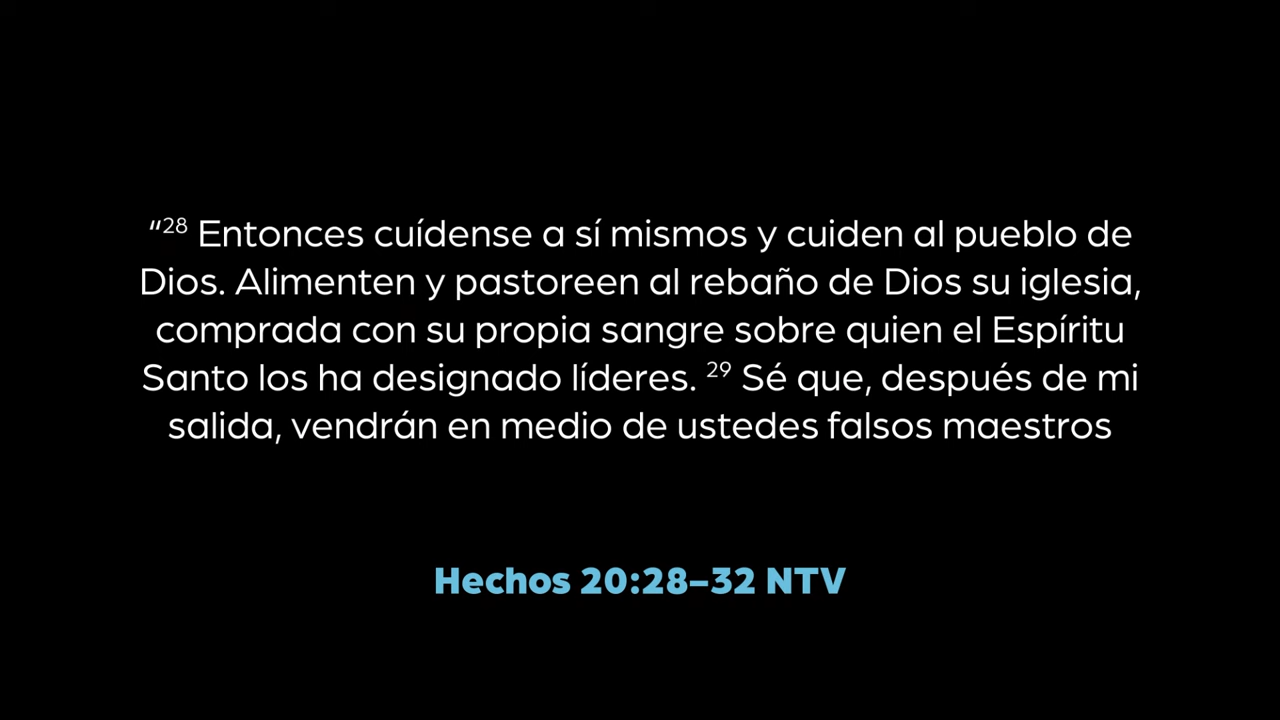 “²⁸ Entonces cuídense a sí mismos y cuiden al pueblo de
Dios. Alimenten y pastoreen al rebaño de Dios su iglesia,
comprada con su propia sangre sobre quien el Espíritu
Santo los ha designado líderes. ²⁹ Sé que, después de mi
salida, vendrán en medio de ustedes falsos maestros
Hechos 20:28–32 NTV